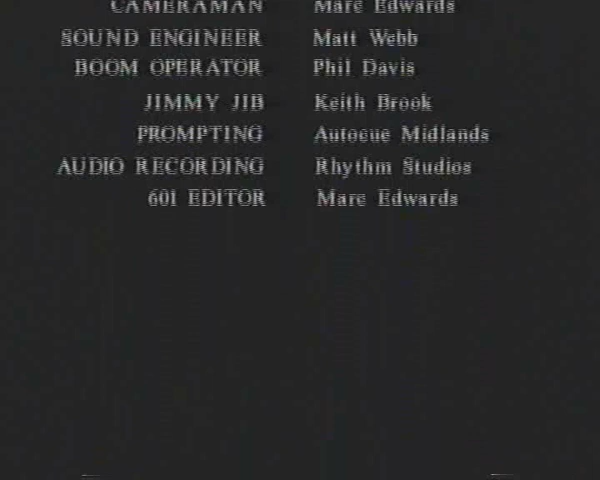 CAMERAMAN Marc Edwards
SOUND ENGINEER Matt Webb
BOOM OPERATOR Phil Davis
JIMMY JIB Keith Brook
PROMPTING Autocue Midlands
AUDIO RECORDING Rhythm Studios
601 EDITOR Marc Edwards